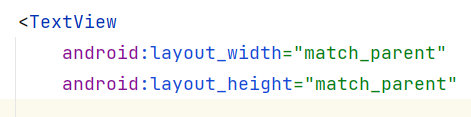 <TextView
android:layout_width="match_parent"
android:layout_height="match_parent"